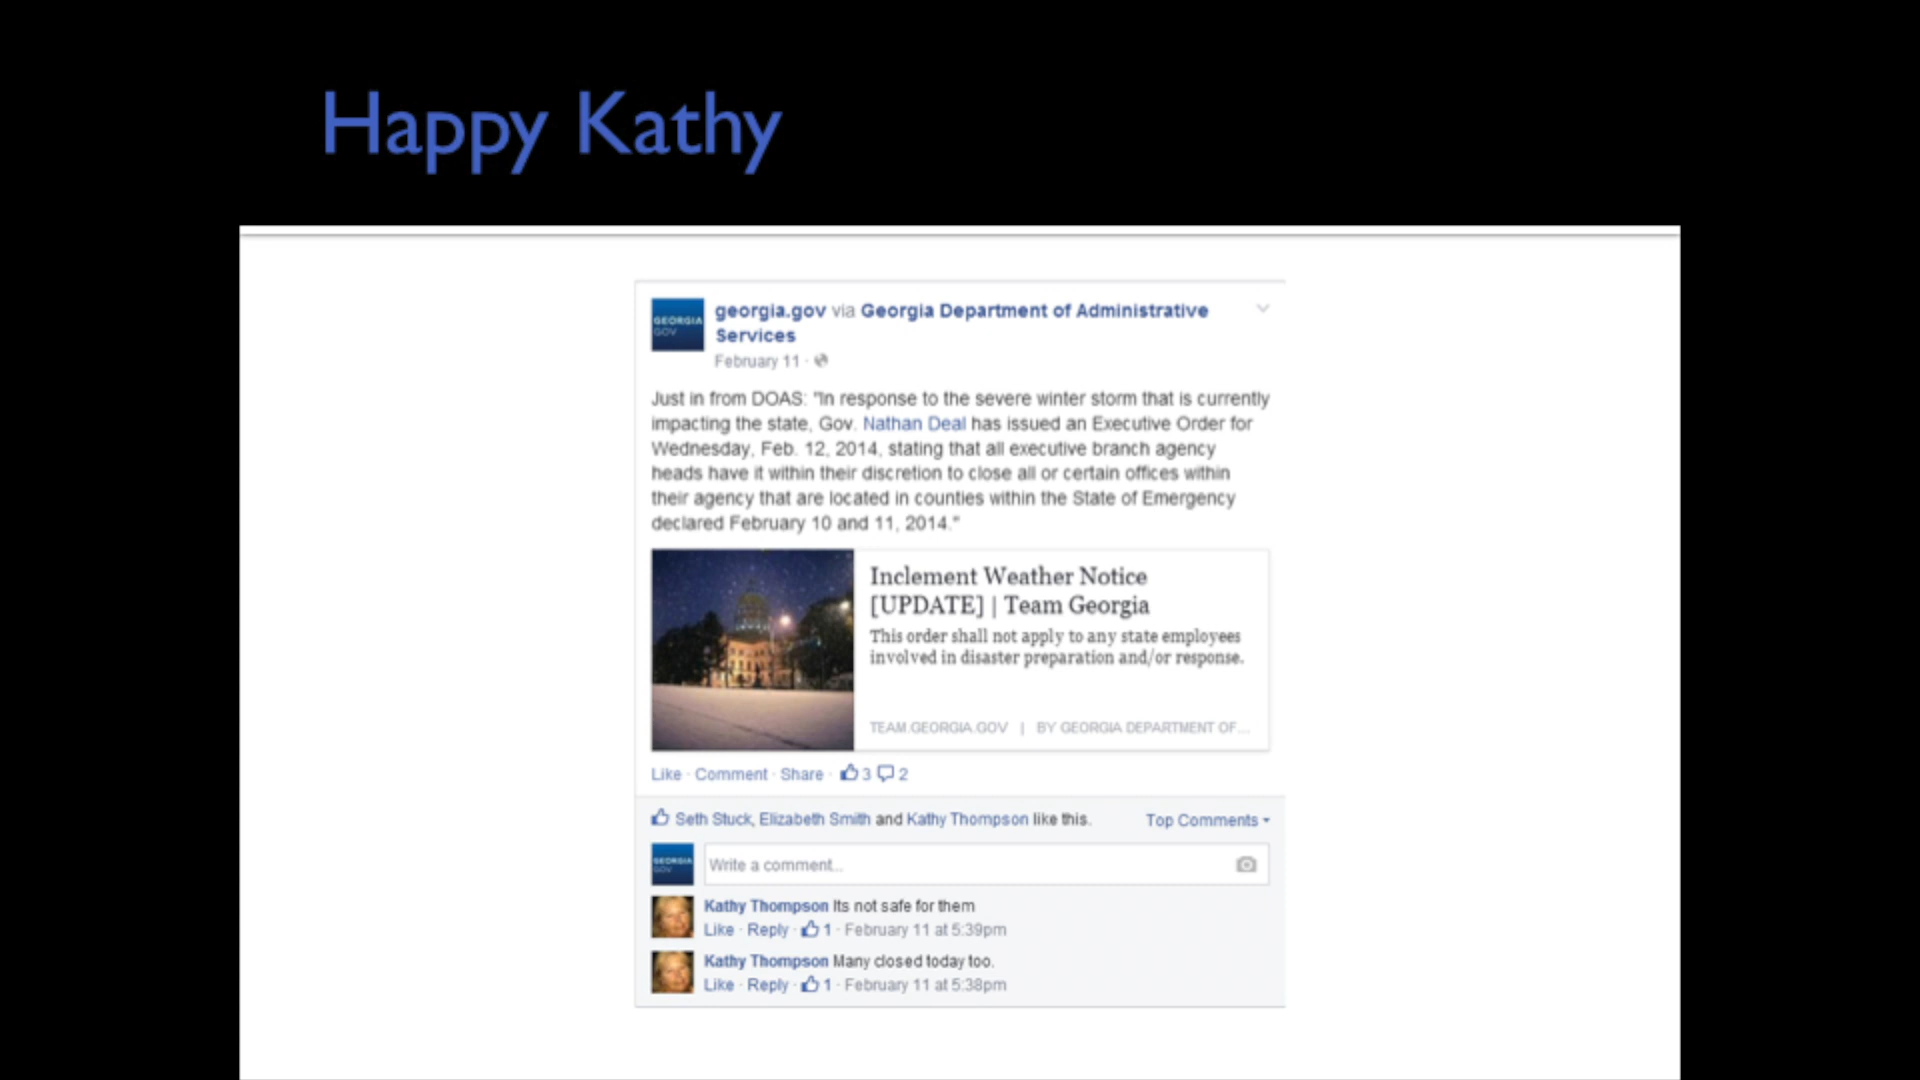 Happy Kathy
GEORGIA
GOV
georgia.gov via Georgia Department of Administrative
Services
February 11 ·
Just in from DOAS: "In response to the severe winter storm that is currently
impacting the state, Gov. Nathan Deal has issued an Executive Order for
Wednesday, Feb. 12, 2014, stating that all executive branch agency
heads have it within their discretion to close all or certain offices within
their agency that are located in counties within the State of Emergency
declared February 10 and 11, 2014."
Inclement Weather Notice
[UPDATE] | Team Georgia
This order shall not apply to any state employees
involved in disaster preparation and/or response.
TEAM.GEORGIA.GOV | BY GEORGIA DEPARTMENT OF...
Like · Comment · Share · 3 2
Seth Stuck, Elizabeth Smith and Kathy Thompson like this.
Top Comments
GEORGIA
GOV
Write a comment...
Kathy Thompson Its not safe for them
Like · Reply · 1 · February 11 at 5:39pm
Kathy Thompson Many closed today too.
Like · Reply · 1 · February 11 at 5:38pm